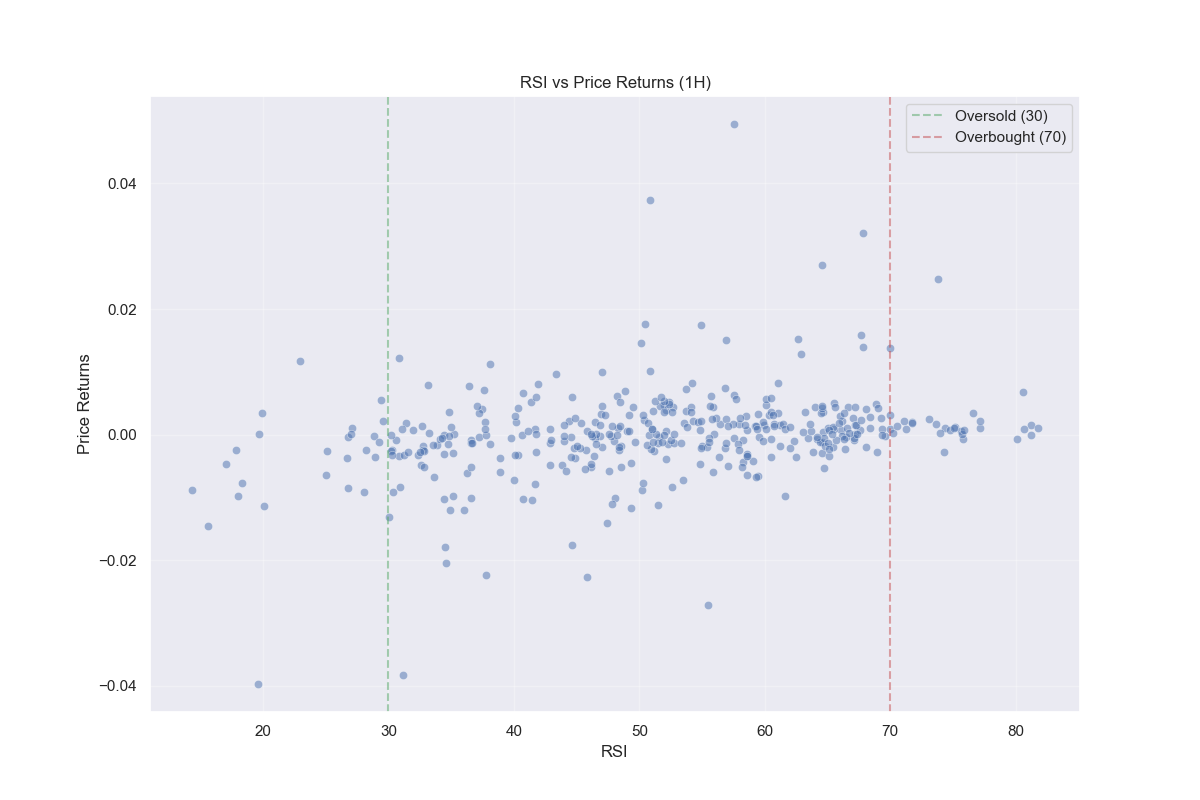 RSI vs Price Returns (1H)
Oversold (30)
Overbought (70)
Price Returns
0.04
0.02
0.00
−0.02
−0.04
20 30 40 50 60 70 80
RSI